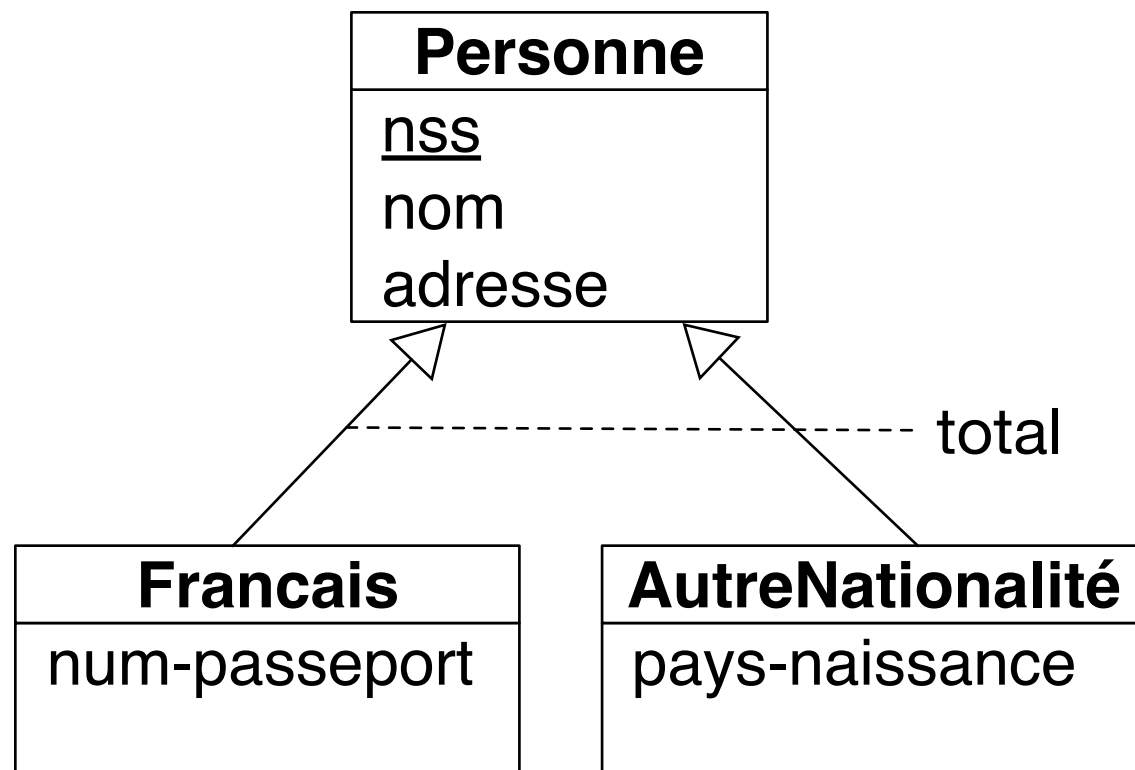 Personne
nss
nom
adresse
total
Francais
num-passeport
AutreNationalité
pays-naissance